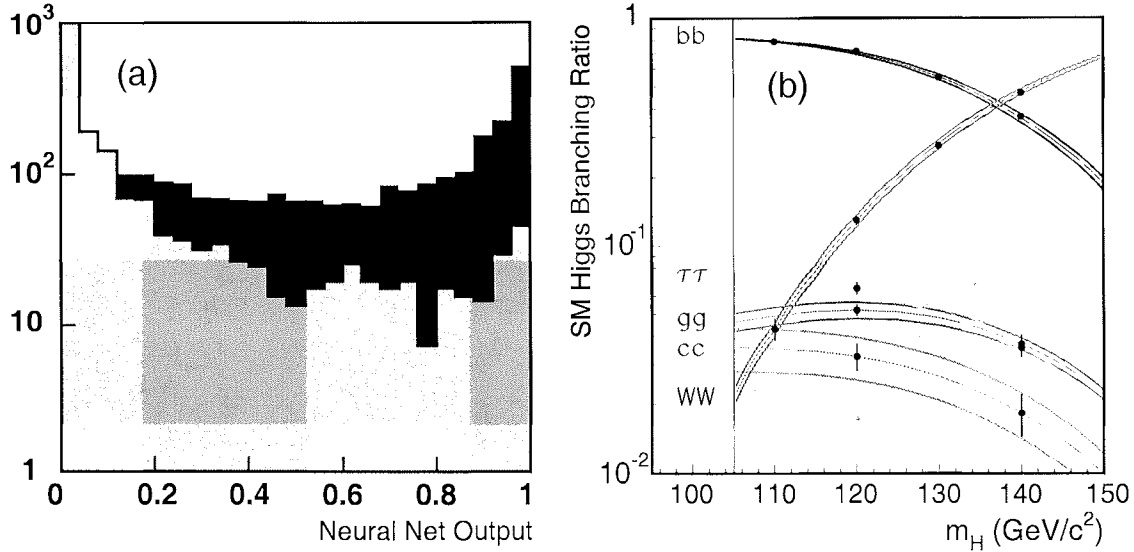 10³
(a)
10²
10
1
0
0.2
0.4
0.6
0.8
1
Neural Net Output
1
bb
(b)
SM Higgs Branching Ratio
10⁻¹
ττ
gg
cc
WW
10⁻²
100
110
120
130
140
150
m_H (GeV/c²)